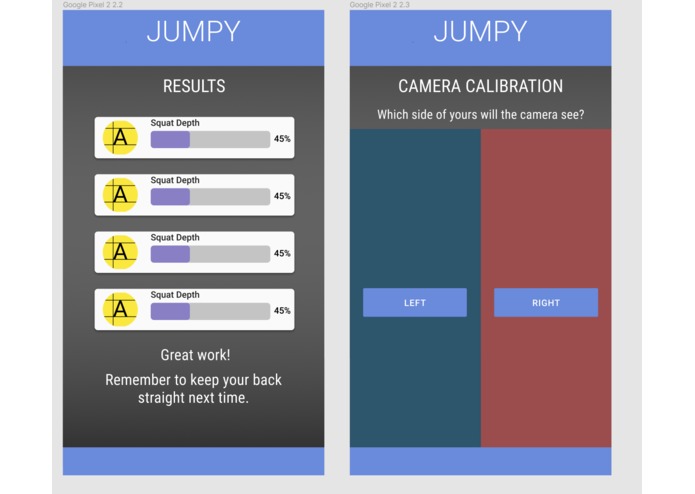 Google Pixel 2 2.2
JUMPY
RESULTS
A
Squat Depth
45%
A
Squat Depth
45%
A
Squat Depth
45%
A
Squat Depth
45%
Great work!
Remember to keep your back
straight next time.
Google Pixel 2 2.3
JUMPY
CAMERA CALIBRATION
Which side of yours will the camera see?
LEFT
RIGHT